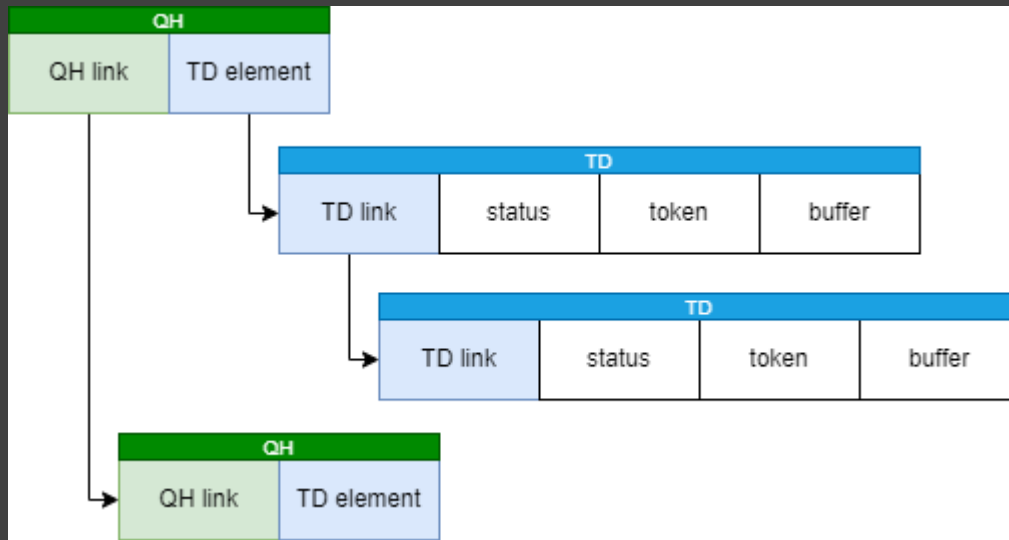 QH
QH link TD element
TD
TD link status token buffer
TD
TD link status token buffer
QH
QH link TD element